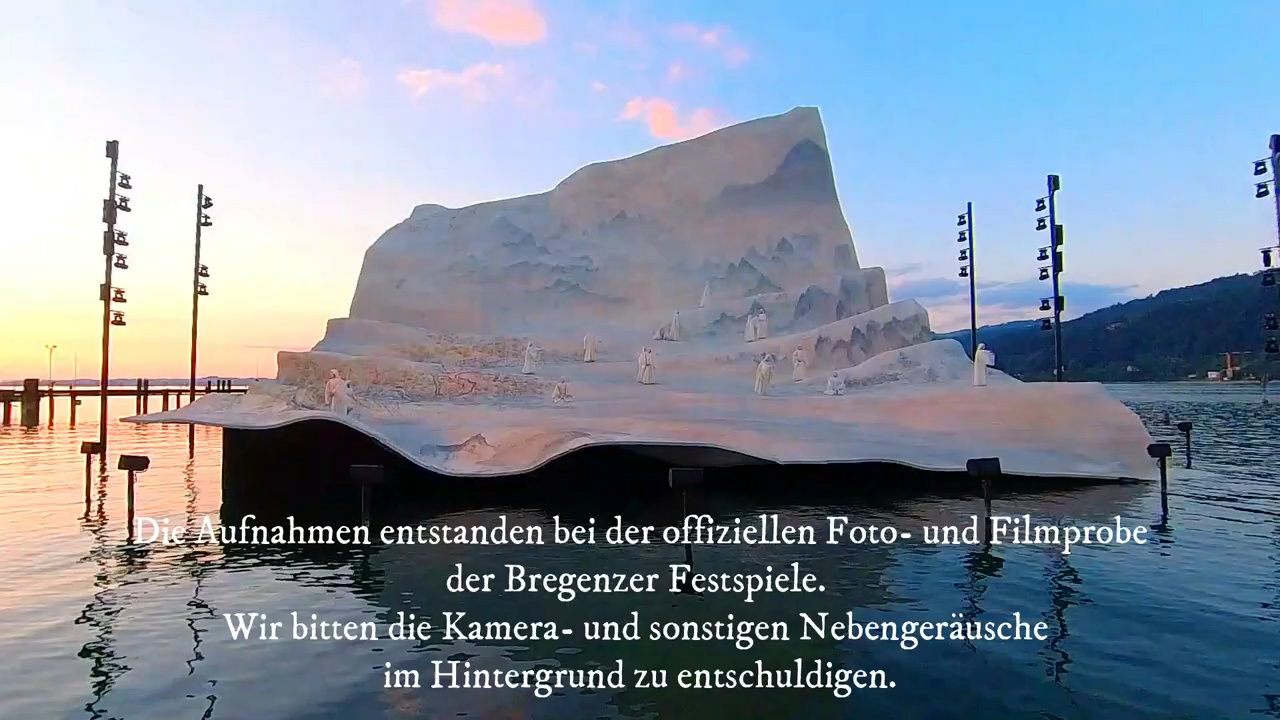 Die Aufnahmen entstanden bei der offiziellen Foto- und Filmprobe
der Bregenzer Festspiele.
Wir bitten die Kamera- und sonstigen Nebengeräusche
im Hintergrund zu entschuldigen.